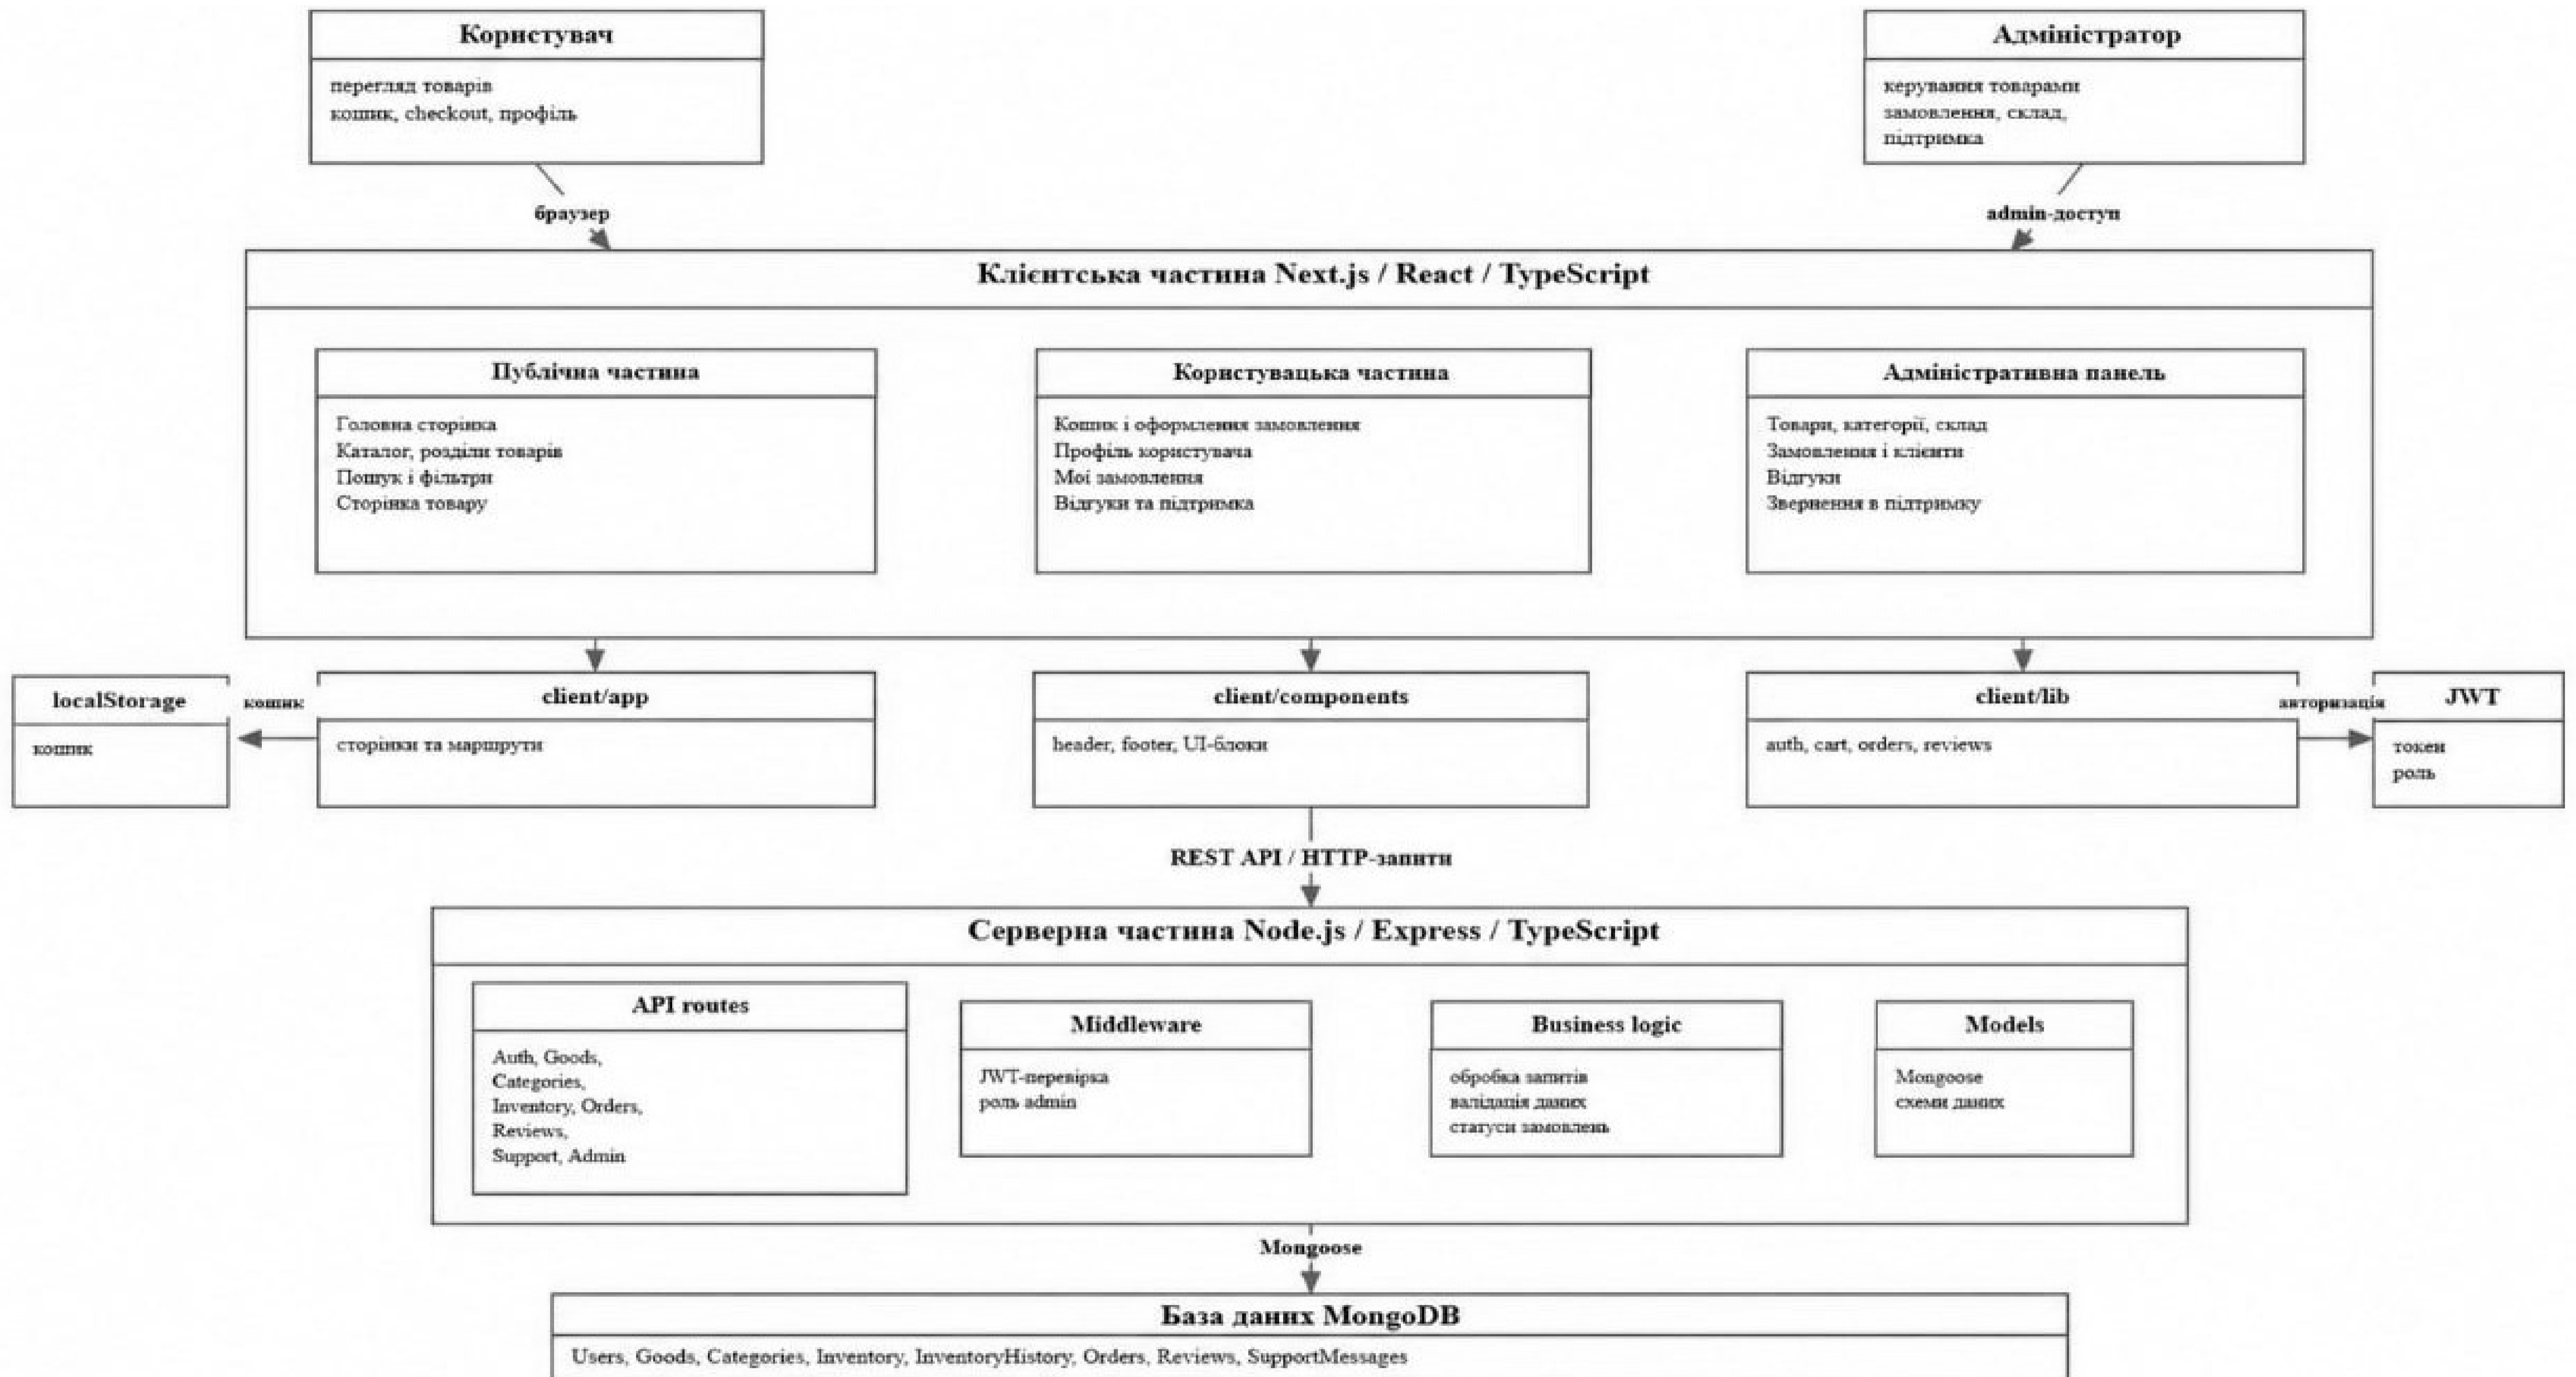 Користувач
перегляд товарів
кошик, checkout, профіль
Адміністратор
керування товарами
замовлення, склад,
підтримка
браузер
admin-доступ
Клієнтська частина Next.js / React / TypeScript
Публічна частина
Головна сторінка
Каталог, розділи товарів
Пошук і фільтри
Сторінка товару
Користувацька частина
Кошик і оформлення замовлення
Профіль користувача
Мої замовлення
Відгуки та підтримка
Адміністративна панель
Товари, категорії, склад
Замовлення і клієнти
Відгуки
Звернення в підтримку
localStorage
кошик
кошик
client/app
сторінки та маршрути
client/components
header, footer, UI-блоки
client/lib
auth, cart, orders, reviews
авторизація
JWT
токен
роль
REST API / HTTP-запити
Серверна частина Node.js / Express / TypeScript
API routes
Auth, Goods,
Categories,
Inventory, Orders,
Reviews,
Support, Admin
Middleware
JWT-перевірка
роль admin
Business logic
обробка запитів
валідація даних
статуси замовлень
Models
Mongoose
схеми даних
Mongoose
База даних MongoDB
Users, Goods, Categories, Inventory, InventoryHistory, Orders, Reviews, SupportMessages